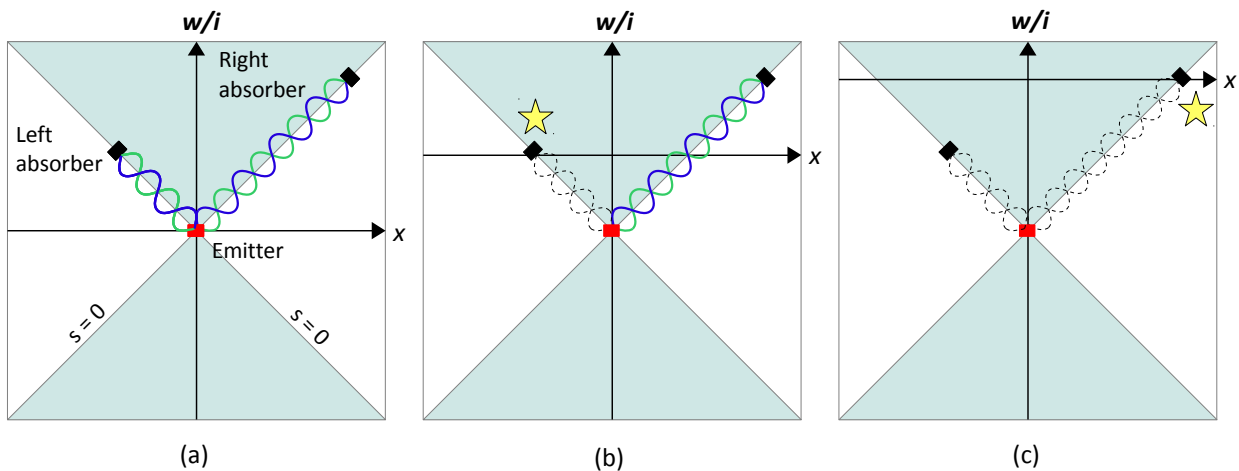 w/i
Right
absorber
Left
absorber
x
Emitter
s = 0
s = 0
(a)
w/i
x
(b)
w/i
x
(c)